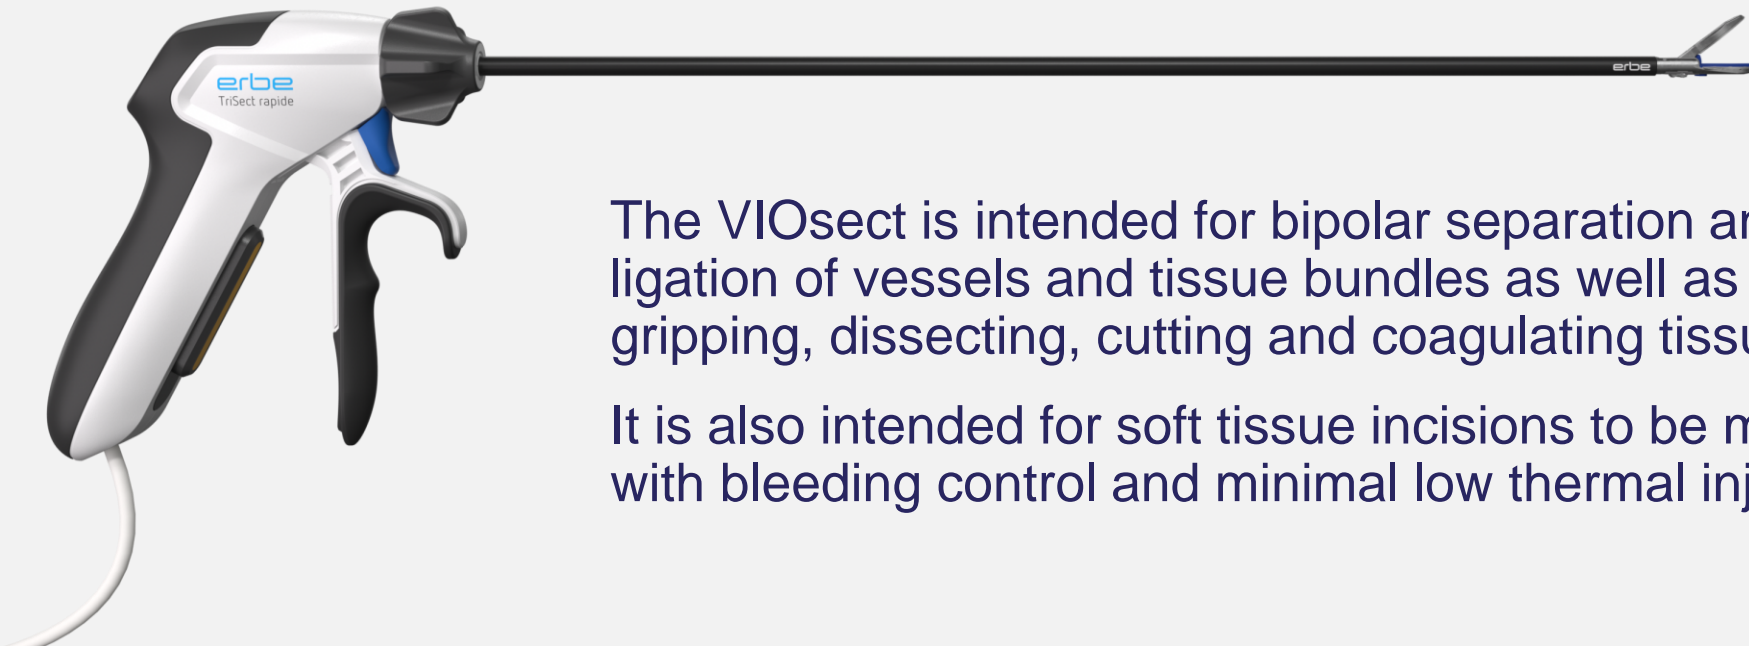 erbe
TriSect rapide
erbe
The VIOsect is intended for bipolar separation
ligation of vessels and tissue bundles as well as
gripping, dissecting, cutting and coagulating
It is also intended for soft tissue incisions to be
with bleeding control and minimal low thermal